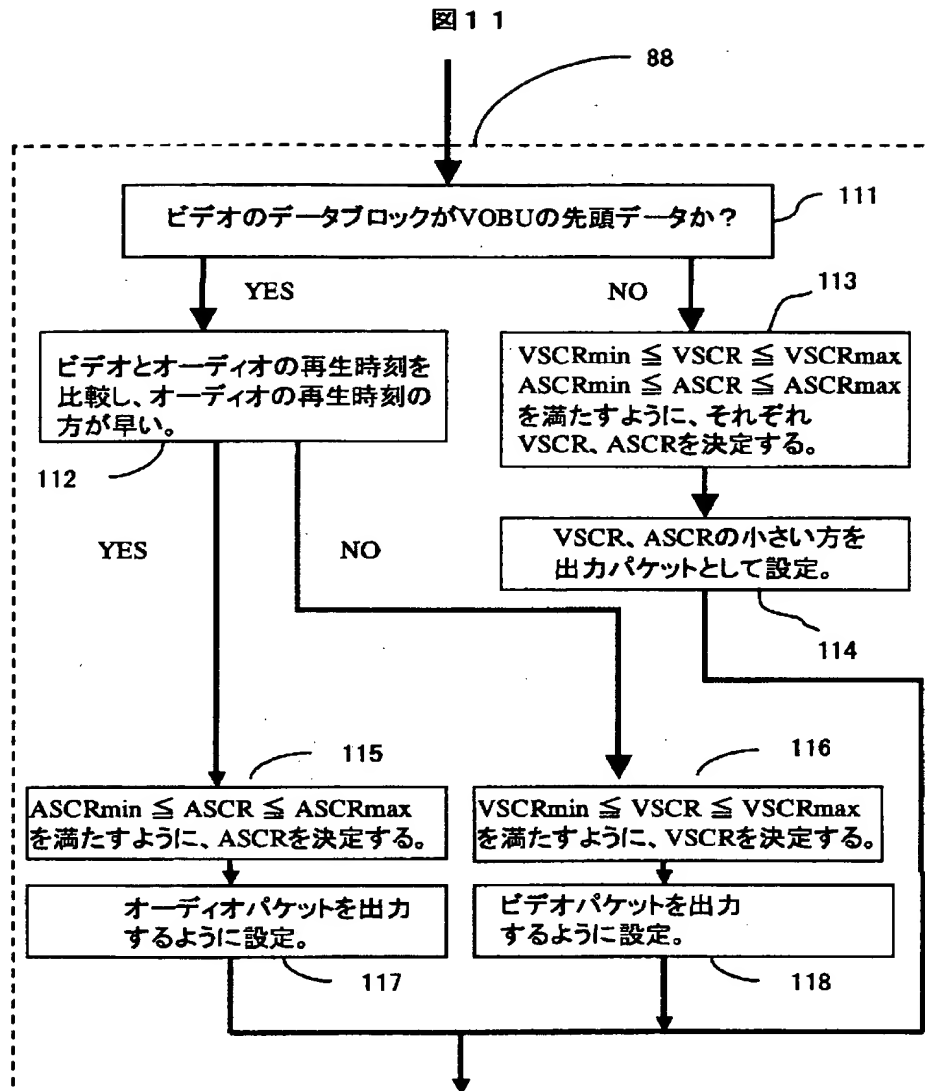 図11
88
ビデオのデータブロックがVOBUの先頭データか?
111
YES
NO
113
ビデオとオーディオの再生時刻を
比較し、オーディオの再生時刻の
方が早い。
112
VSCRmin ≦ VSCR ≦ VSCRmax
ASCRmin ≦ ASCR ≦ ASCRmax
を満たすように、それぞれ
VSCR、ASCRを決定する。
YES
NO
VSCR、ASCRの小さい方を
出力パケットとして設定。
114
115
116
ASCRmin ≦ ASCR ≦ ASCRmax
を満たすように、ASCRを決定する。
VSCRmin ≦ VSCR ≦ VSCRmax
を満たすように、VSCRを決定する。
オーディオパケットを出力
するように設定。
117
ビデオパケットを出力
するように設定。
118